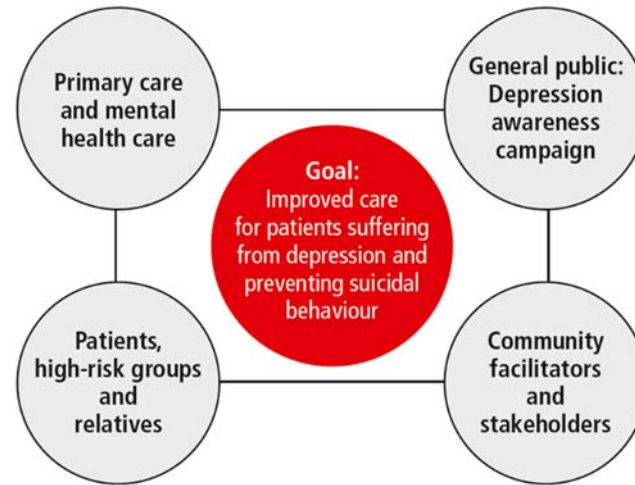 Primary care
and mental
health care
General public:
Depression
awareness
campaign
Goal:
Improved care
for patients suffering
from depression and
preventing suicidal
behaviour
Patients,
high-risk groups
and
relatives
Community
facilitators
and
stakeholders